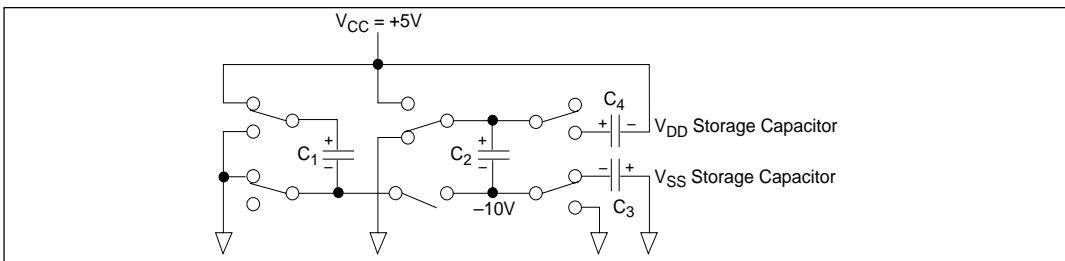 V_CC = +5V
C_4
+ −
V_DD Storage Capacitor
+
C_1
−
+
C_2
−
− +
V_SS Storage Capacitor
−10V
C_3